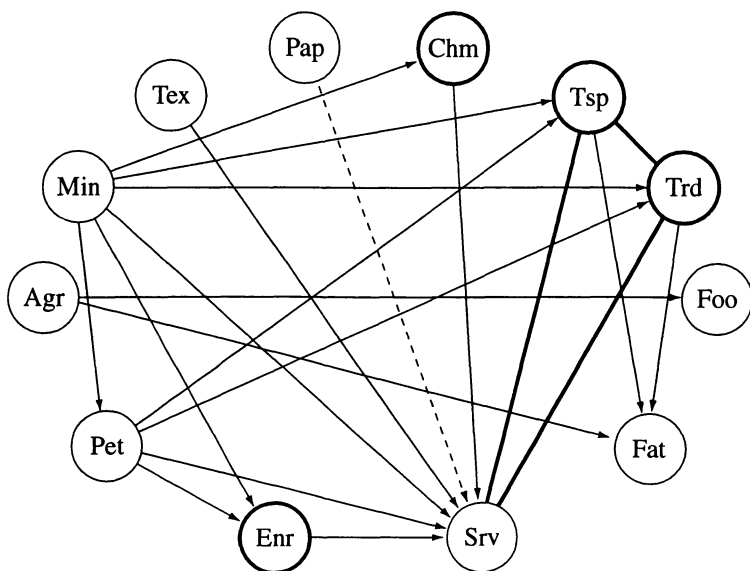 Pap
Chm
Tex
Tsp
Min
Trd
Agr
Foo
Pet
Fat
Enr
Srv